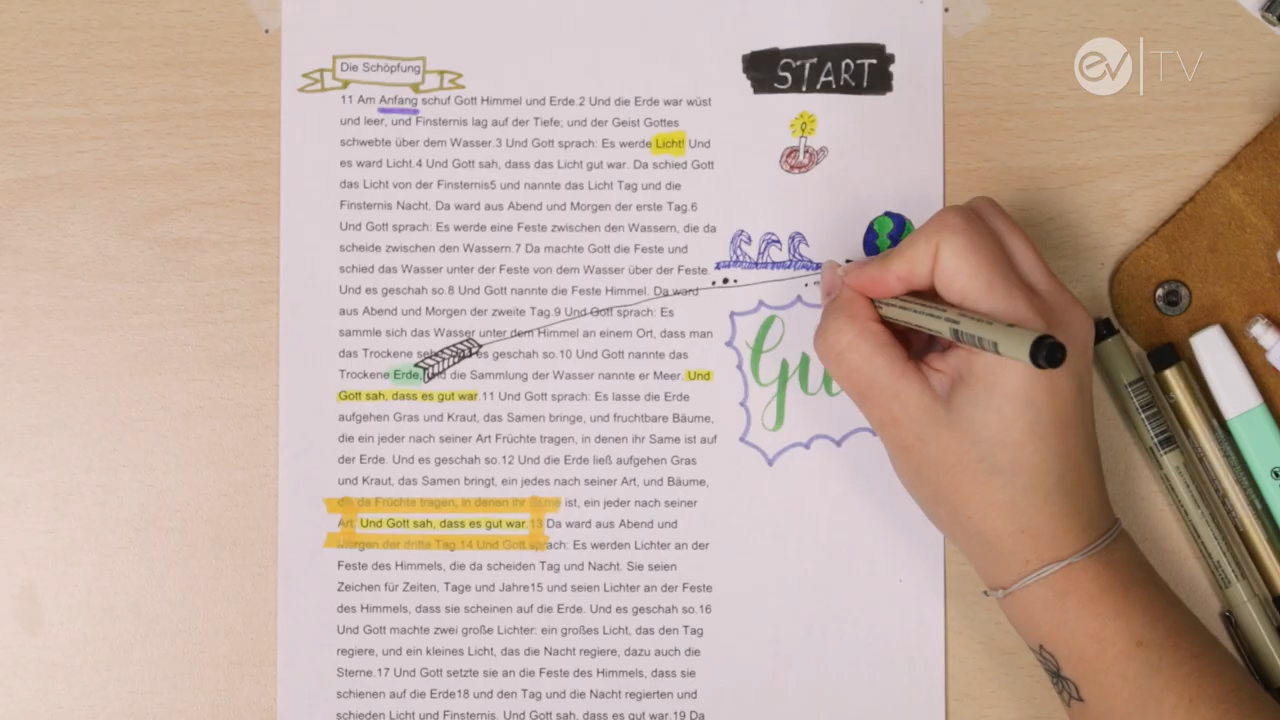 ev TV
START
Die Schöpfung
11 Am Anfang schuf Gott Himmel und Erde.2 Und die Erde war wüst
und leer, und Finsternis lag auf der Tiefe; und der Geist Gottes
schwebte über dem Wasser.3 Und Gott sprach: Es werde Licht! Und
es ward Licht.4 Und Gott sah, dass das Licht gut war. Da schied Gott
das Licht von der Finsternis5 und nannte das Licht Tag und die
Finsternis Nacht. Da ward aus Abend und Morgen der erste Tag.6
Und Gott sprach: Es werde eine Feste zwischen den Wassern, die da
scheide zwischen den Wassern.7 Da machte Gott die Feste und
schied das Wasser unter der Feste von dem Wasser über der Feste.
Und es geschah so.8 Und Gott nannte die Feste Himmel. Da ward
aus Abend und Morgen der zweite Tag.9 Und Gott sprach: Es
sammle sich das Wasser unter dem Himmel an einem Ort, dass man
das Trockene es geschah so.10 Und Gott nannte das
Trockene Erde, die Sammlung der Wasser nannte er Meer. Und
Gott sah, dass es gut war.11 Und Gott sprach: Es lasse die Erde
aufgehen Gras und Kraut, das Samen bringe, und fruchtbare Bäume,
die ein jeder nach seiner Art Früchte tragen, in denen ihr Same ist auf
der Erde. Und es geschah so.12 Und die Erde ließ aufgehen Gras
und Kraut, das Samen bringt, ein jedes nach seiner Art, und Bäume,
die da Früchte tragen, in denen ihr Same ist, ein jeder nach seiner
Art. Und Gott sah, dass es gut war.13 Da ward aus Abend und
Morgen der dritte Tag.14 Und Gott sprach: Es werden Lichter an der
Feste des Himmels, die da scheiden Tag und Nacht. Sie seien
Zeichen für Zeiten, Tage und Jahre15 und seien Lichter an der Feste
des Himmels, dass sie scheinen auf die Erde. Und es geschah so.16
Und Gott machte zwei große Lichter: ein großes Licht, das den Tag
regiere, und ein kleines Licht, das die Nacht regiere, dazu auch die
Sterne.17 Und Gott setzte sie an die Feste des Himmels, dass sie
schienen auf die Erde18 und den Tag und die Nacht regierten und
schieden Licht und Finsternis. Und Gott sah, dass es gut war.19 Da
Gu